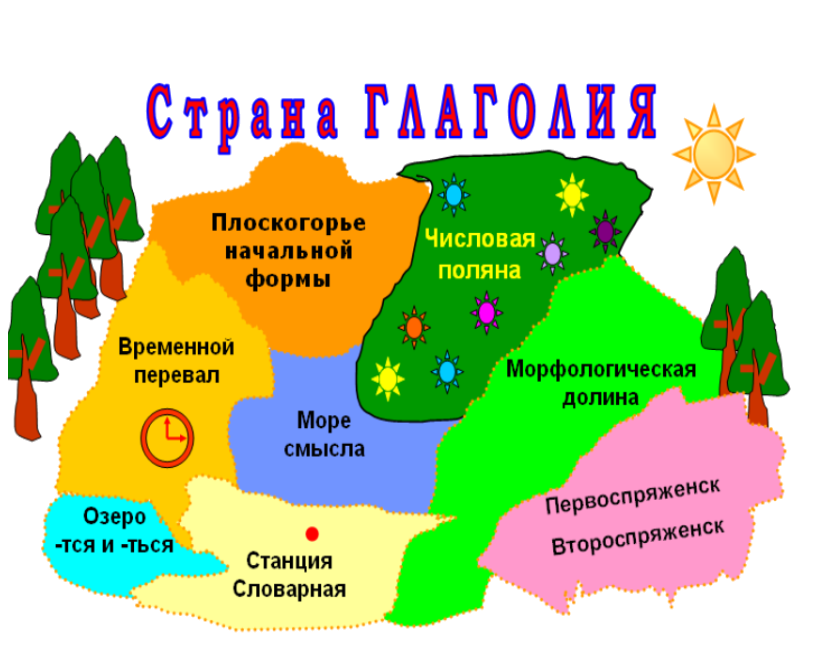 Страна ГЛАГОЛИЯ
Плоскогорье
начальной
формы
Числовая
поляна
Временной
перевал
Морфологическая
долина
Море
смысла
Первоспряженск
Второспряженск
Озеро
-тся и -ться
Станция
Словарная